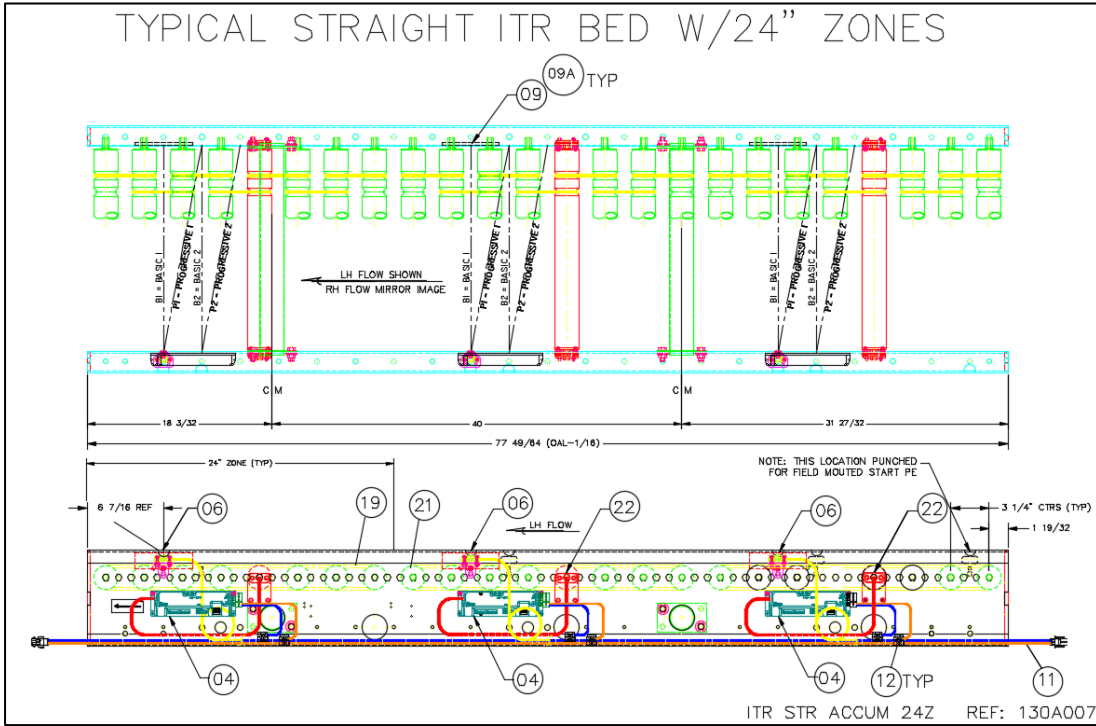 TYPICAL STRAIGHT ITR BED W/24” ZONES
09
09A
TYP
B1 = BASIC 1
P1 - PROGRESSIVE 1
B2 = BASIC 2
P2 - PROGRESSIVE 2
B1 = BASIC 1
P1 - PROGRESSIVE 1
B2 = BASIC 2
P2 - PROGRESSIVE 2
B1 = BASIC 1
P1 - PROGRESSIVE 1
B2 = BASIC 2
P2 - PROGRESSIVE 2
LH FLOW SHOWN
RH FLOW MIRROR IMAGE
C M
C M
18 3/32
40
31 27/32
77 49/64 (OAL-1/16)
24" ZONE (TYP)
NOTE: THIS LOCATION PUNCHED
FOR FIELD MOUTED START PE
6 7/16 REF
06
19
21
06
LH FLOW
22
06
22
3 1/4" CTRS (TYP)
1 19/32
04
04
04
12 TYP
11
ITR STR ACCUM 24Z REF: 130A007